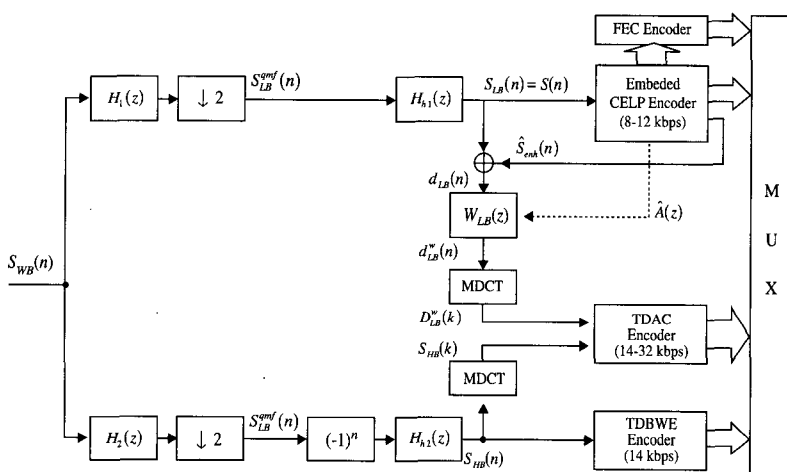 FEC Encoder
H₁(z)
↓ 2
S_LB^qmf(n)
H_h1(z)
S_LB(n) = S(n)
Embeded
CELP Encoder
(8-12 kbps)
Ŝ_enh(n)
d_LB(n)
W_LB(z)
Â(z)
d_LB^w(n)
MDCT
D_LB^w(k)
S_HB(k)
MDCT
TDAC
Encoder
(14-32 kbps)
S_WB(n)
H₂(z)
↓ 2
S_LB^qmf(n)
(-1)ⁿ
H_h2(z)
S_HB(n)
TDBWE
Encoder
(14 kbps)
M
U
X